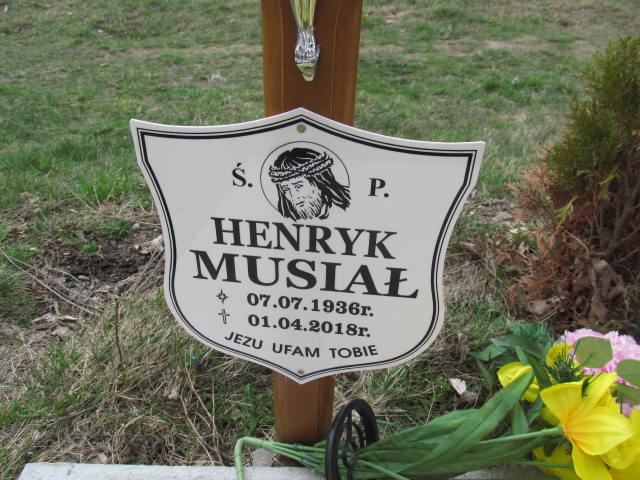 Ś. P.
HENRYK
MUSIAŁ
07.07.1936r.
01.04.2018r.
JEZU UFAM TOBIE